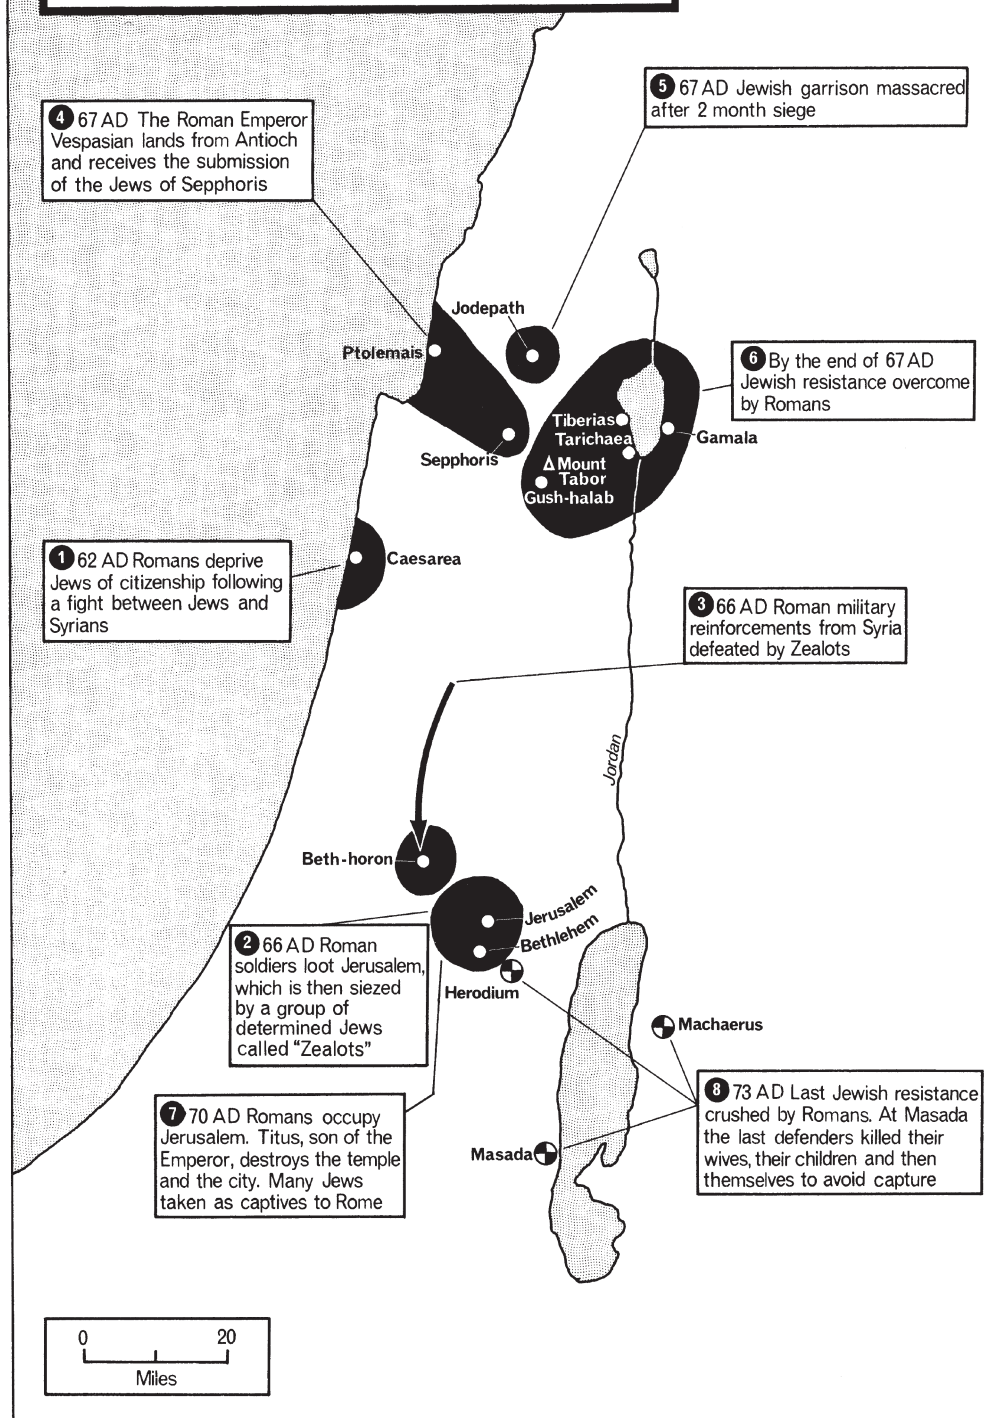 4 67 AD The Roman Emperor
Vespasian lands from Antioch
and receives the submission
of the Jews of Sepphoris
5 67 AD Jewish garrison massacred
after 2 month siege
Jodepath
Ptolemais
6 By the end of 67 AD
Jewish resistance overcome
by Romans
Tiberias
Tarichaea
Gamala
Sepphoris
Mount
Tabor
Gush-halab
1 62 AD Romans deprive
Jews of citizenship following
a fight between Jews and
Syrians
Caesarea
3 66 AD Roman military
reinforcements from Syria
defeated by Zealots
Jordan
Beth-horon
Jerusalem
Bethlehem
2 66 AD Roman
soldiers loot Jerusalem,
which is then siezed
by a group of
determined Jews
called “Zealots”
Herodium
Machaerus
7 70 AD Romans occupy
Jerusalem. Titus, son of the
Emperor, destroys the temple
and the city. Many Jews
taken as captives to Rome
8 73 AD Last Jewish resistance
crushed by Romans. At Masada
the last defenders killed their
wives, their children and then
themselves to avoid capture
Masada
0 20
Miles